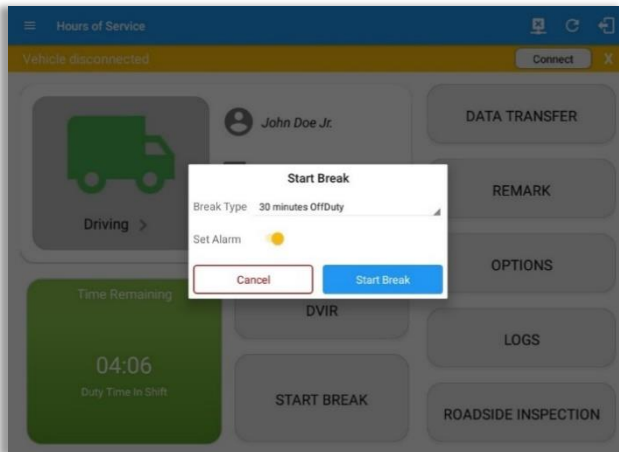 Hours of Service
Vehicle disconnected
Connect
X
John Doe Jr.
DATA TRANSFER
Start Break
Break Type 30 minutes OffDuty
Set Alarm
Cancel
Start Break
Driving >
REMARK
OPTIONS
Time Remaining
04:06
Duty Time In Shift
DVIR
START BREAK
LOGS
ROADSIDE INSPECTION